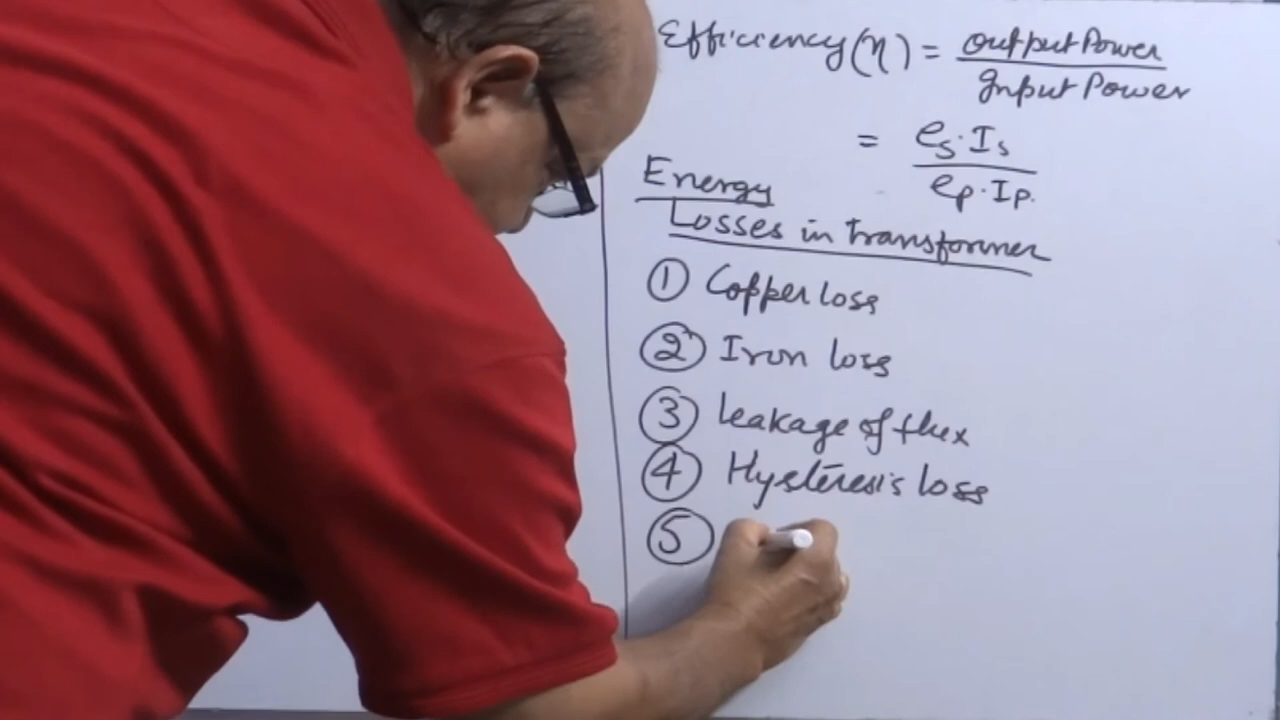 Efficiency (η) = Output Power / Input Power
= es·Is / ep·Ip.
Energy
Losses in transformer
① Copper loss
② Iron loss
③ leakage of flux
④ Hysteresis loss
⑤